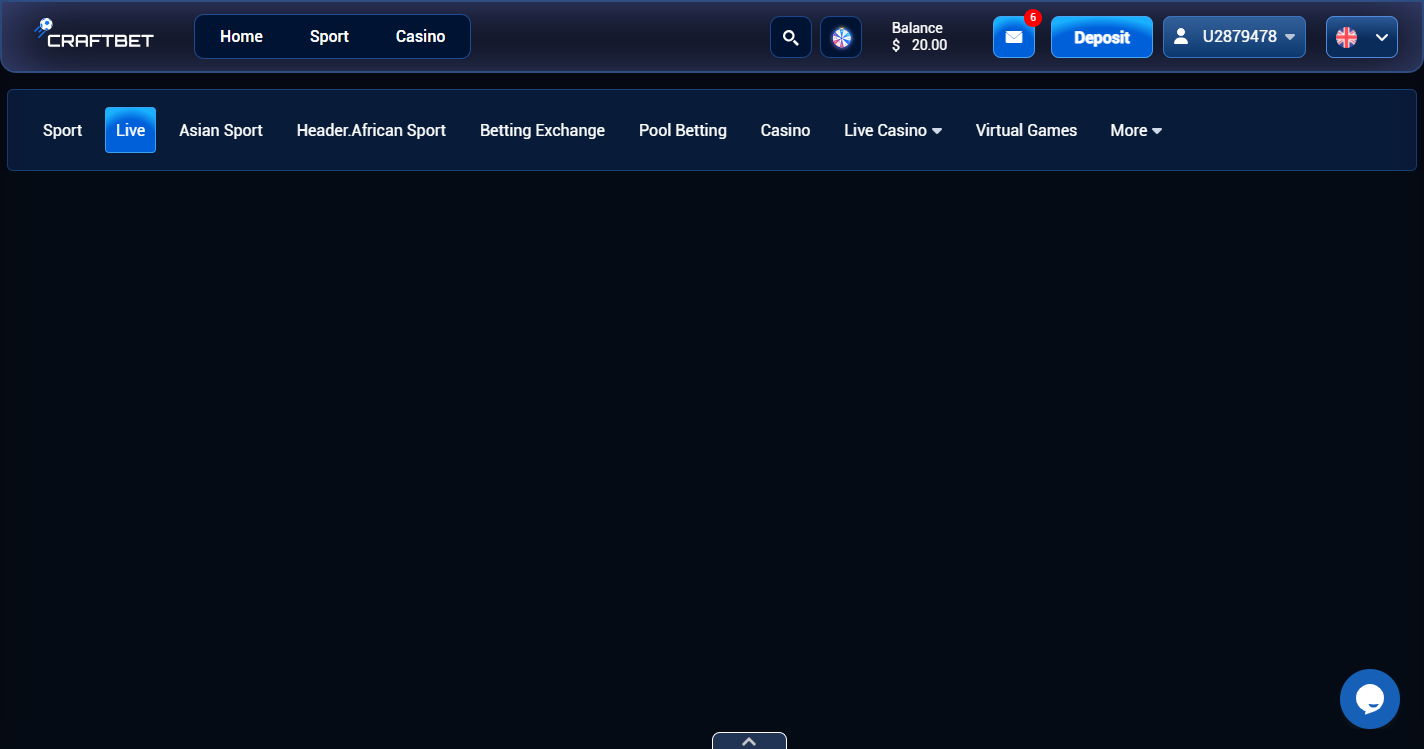 CRAFTBET
Home Sport Casino
Balance
$ 20.00
6
Deposit
U2879478
Sport Live Asian Sport Header.African Sport Betting Exchange Pool Betting Casino Live Casino Virtual Games More